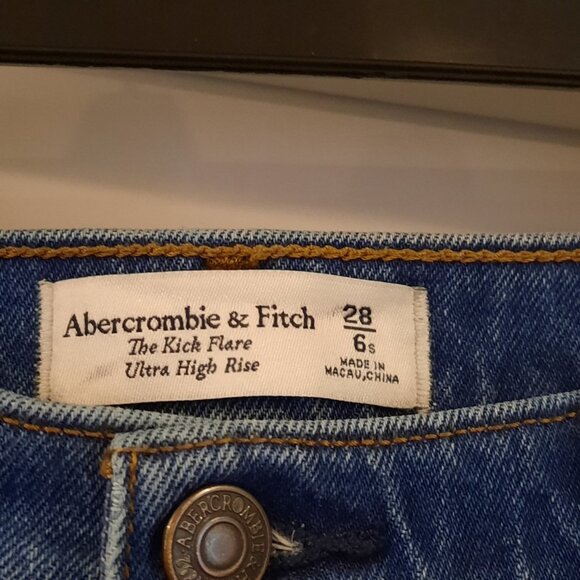 Abercrombie & Fitch
The Kick Flare
Ultra High Rise
28
6s
MADE IN
MACAU, CHINA
ABERCROMBIE